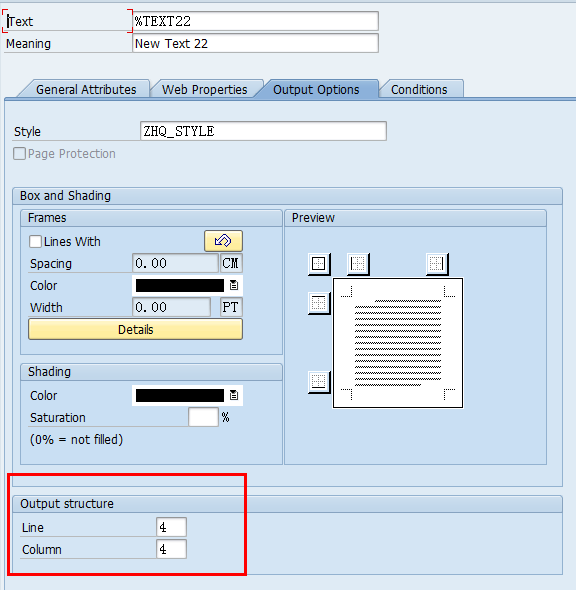 Text %TEXT22
Meaning New Text 22
General Attributes Web Properties Output Options Conditions
Style ZHQ_STYLE
Page Protection
Box and Shading
Frames
Lines With
Spacing 0.00 CM
Color
Width 0.00 PT
Details
Preview
Shading
Color
Saturation %
(0% = not filled)
Output structure
Line 4
Column 4